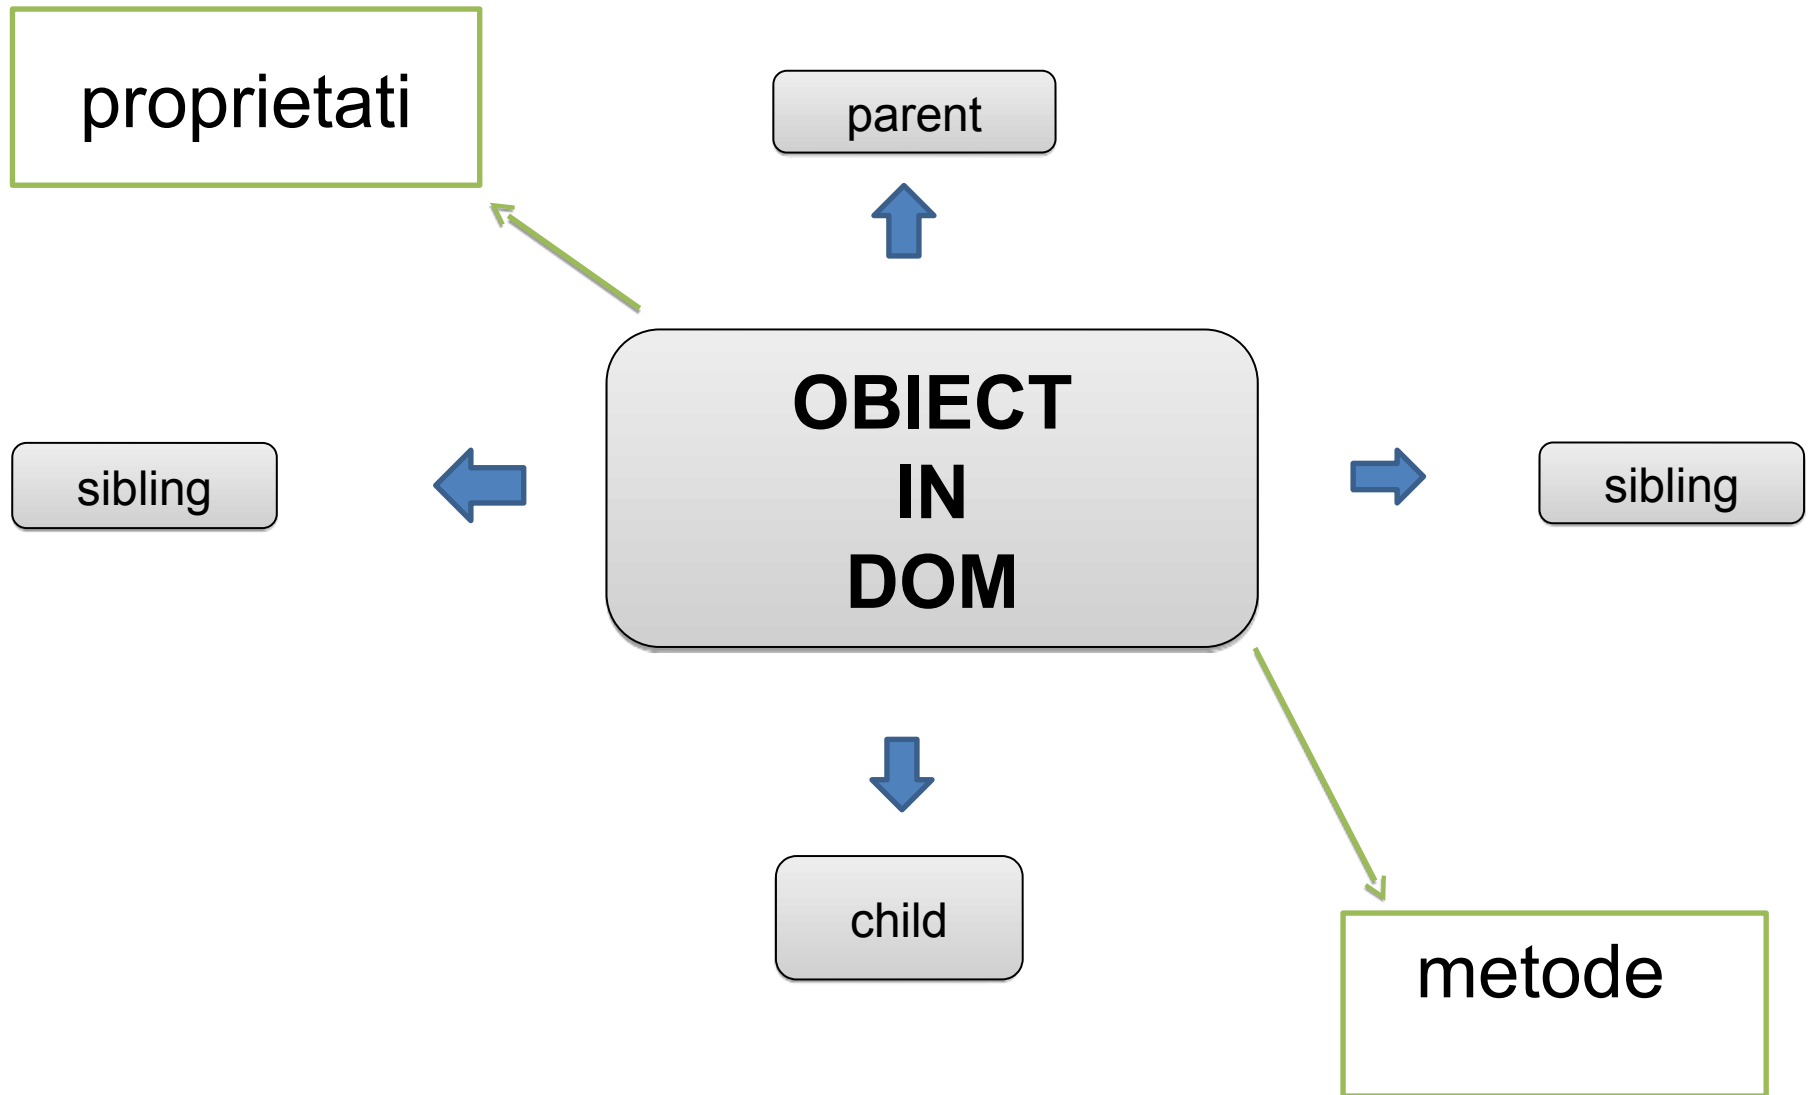 proprietati
parent
OBIECT
IN
DOM
sibling
sibling
child
metode